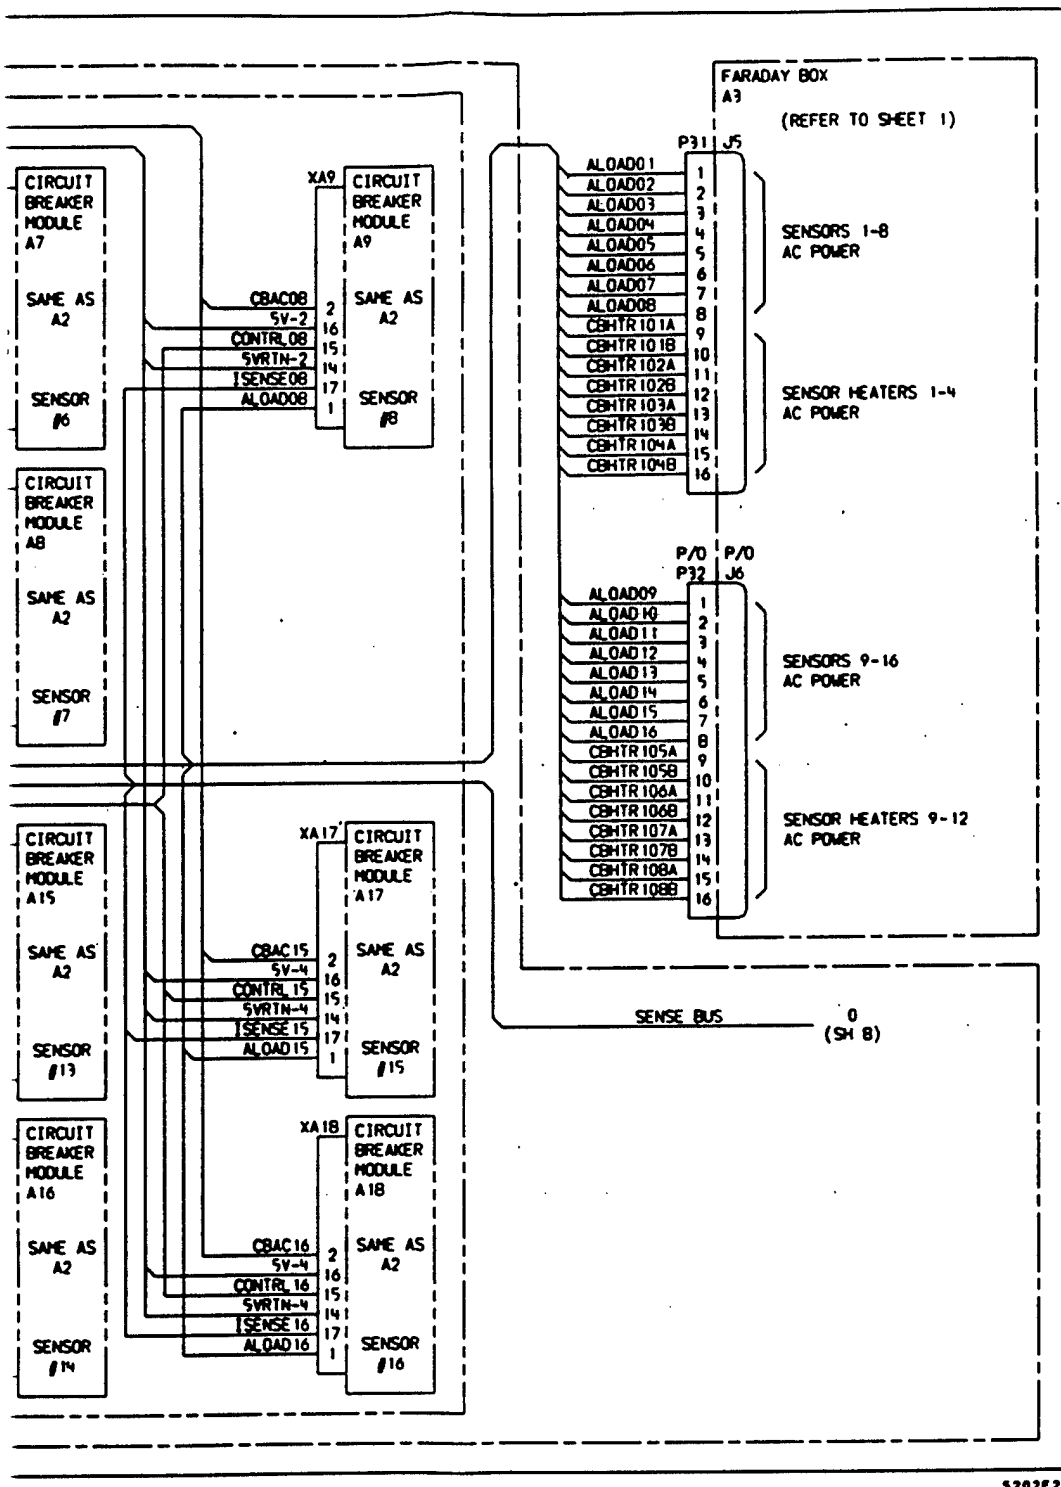 FARADAY BOX
A3
(REFER TO SHEET 1)
P31 J5
ALOAD01 1
ALOAD02 2
ALOAD03 3
ALOAD04 4
ALOAD05 5
ALOAD06 6
ALOAD07 7
ALOAD08 8
CBHTR101A 9
CBHTR101B 10
CBHTR102A 11
CBHTR102B 12
CBHTR103A 13
CBHTR103B 14
CBHTR104A 15
CBHTR104B 16
SENSORS 1-8
AC POWER
SENSOR HEATERS 1-4
AC POWER
CIRCUIT
BREAKER
MODULE
A7
SAME AS
A2
SENSOR
#6
XA9
CIRCUIT
BREAKER
MODULE
A9
SAME AS
A2
SENSOR
#8
CBAC08 2
5V-2 16
CONTRL08 15
5VRTN-2 14
ISENSE08 17
ALOAD08 1
CIRCUIT
BREAKER
MODULE
A8
SAME AS
A2
SENSOR
#7
P/O P/O
P32 J6
ALOAD09 1
ALOAD10 2
ALOAD11 3
ALOAD12 4
ALOAD13 5
ALOAD14 6
ALOAD15 7
ALOAD16 8
CBHTR105A 9
CBHTR105B 10
CBHTR106A 11
CBHTR106B 12
CBHTR107A 13
CBHTR107B 14
CBHTR108A 15
CBHTR108B 16
SENSORS 9-16
AC POWER
SENSOR HEATERS 9-12
AC POWER
CIRCUIT
BREAKER
MODULE
A15
SAME AS
A2
SENSOR
#13
XA17
CIRCUIT
BREAKER
MODULE
A17
SAME AS
A2
SENSOR
#15
CBAC15 2
5V-4 16
CONTRL15 15
5VRTN-4 14
ISENSE15 17
ALOAD15 1
SENSE BUS 0
(SH 8)
CIRCUIT
BREAKER
MODULE
A16
SAME AS
A2
SENSOR
#14
XA18
CIRCUIT
BREAKER
MODULE
A18
SAME AS
A2
SENSOR
#16
CBAC16 2
5V-4 16
CONTRL16 15
5VRTN-4 14
ISENSE16 17
ALOAD16 1